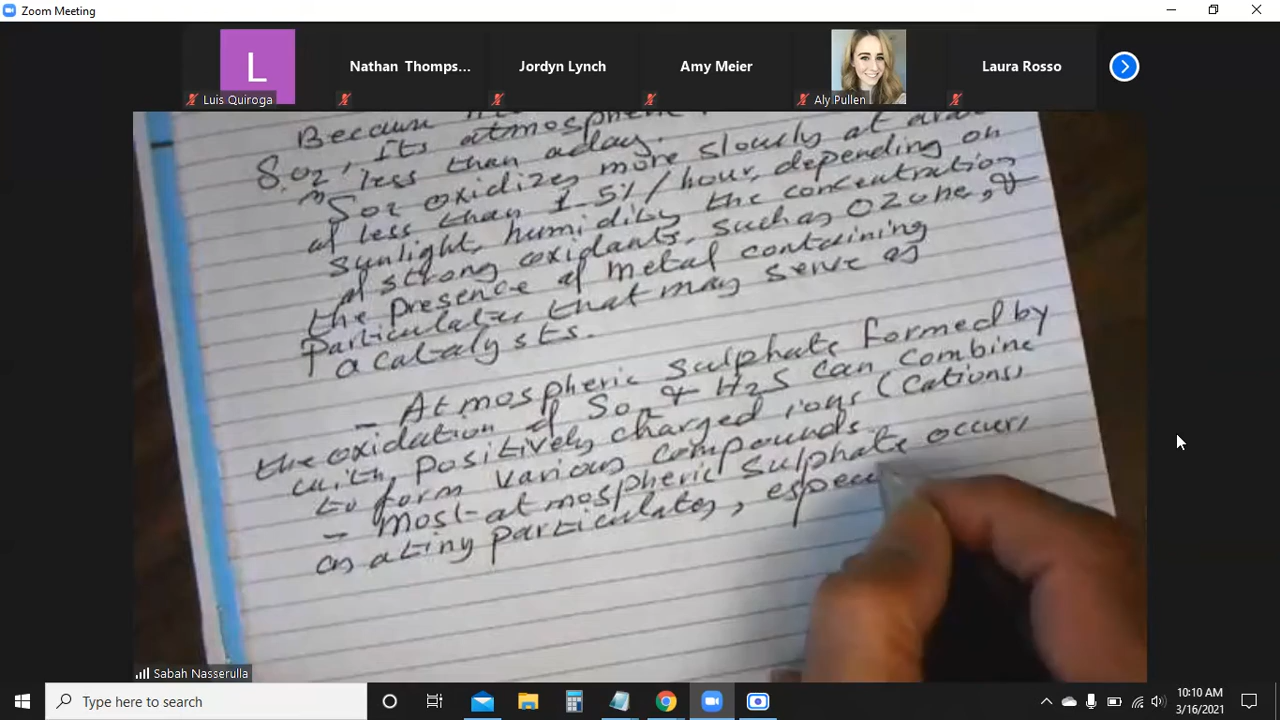 Zoom Meeting
L
Luis Quiroga
Nathan Thomps...
Jordyn Lynch
Amy Meier
Aly Pullen
Laura Rosso
Because
SO2, Its atmospheric
less than a day.
"SO2 oxidizes more slowly at
of less than 1-5%/hour, depending on
sunlight, humidity the concentration
of strong oxidants, such as OZone, &
the presence of metal containing
Particulates that may serve as
a catalysts.
- Atmospheric sulphate formed by
the oxidation of SO2 & H2S can combine
with positively charged ions (Cations)
to form various compounds.
- most-atmospheric Sulphate occur,
as a tiny particulates, especi
Sabah Nasserulla
Type here to search
10:10 AM
3/16/2021